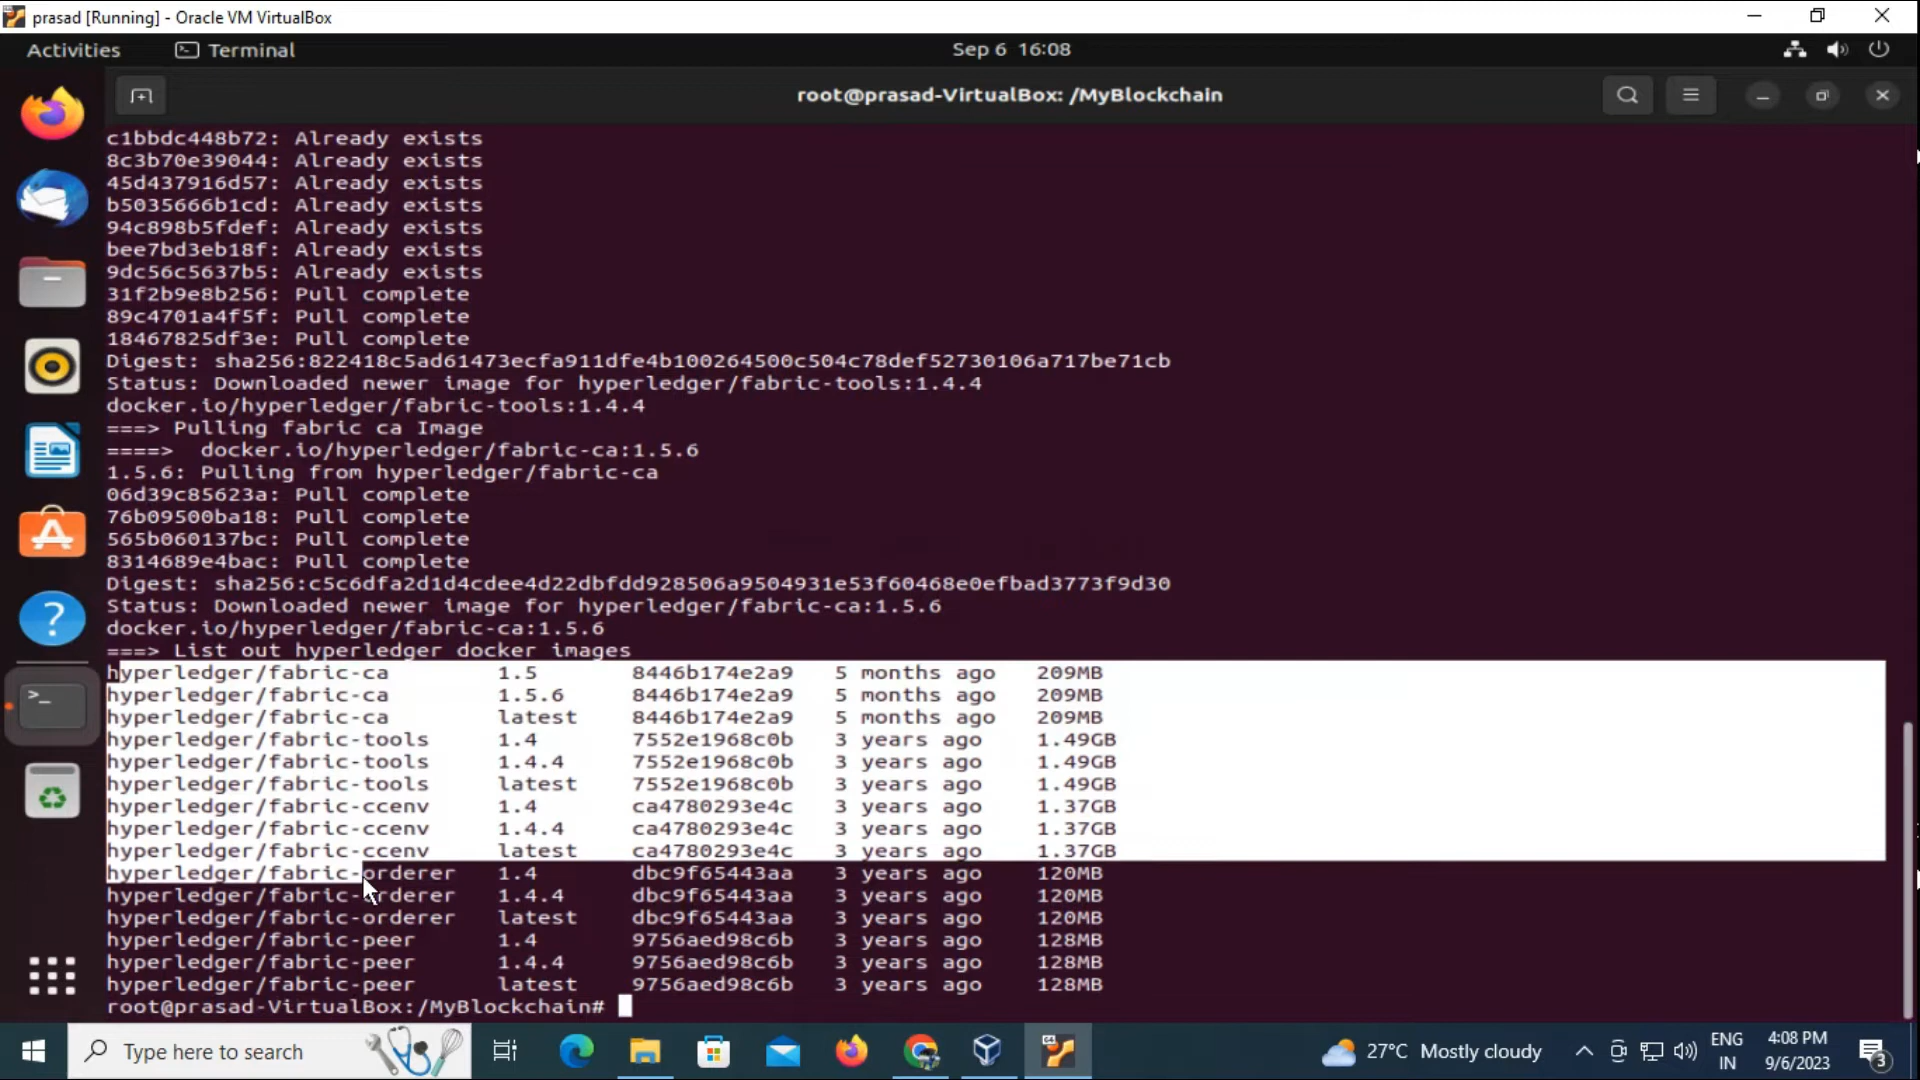 prasad [Running] - Oracle VM VirtualBox
Activities Terminal Sep 6 16:08
root@prasad-VirtualBox: /MyBlockchain
c1bbdc448b72: Already exists
8c3b70e39044: Already exists
45d437916d57: Already exists
b5035666b1cd: Already exists
94c898b5fdef: Already exists
bee7bd3eb18f: Already exists
9dc56c5637b5: Already exists
31f2b9e8b256: Pull complete
89c4701a4f5f: Pull complete
18467825df3e: Pull complete
Digest: sha256:822418c5ad61473ecfa911dfe4b100264500c504c78def52730106a717be71cb
Status: Downloaded newer image for hyperledger/fabric-tools:1.4.4
docker.io/hyperledger/fabric-tools:1.4.4
===> Pulling fabric ca Image
====> docker.io/hyperledger/fabric-ca:1.5.6
1.5.6: Pulling from hyperledger/fabric-ca
06d39c85623a: Pull complete
76b09500ba18: Pull complete
565b060137bc: Pull complete
8314689e4bac: Pull complete
Digest: sha256:c5c6dfa2d1d4cdee4d22dbfdd928506a9504931e53f60468e0efbad3773f9d30
Status: Downloaded newer image for hyperledger/fabric-ca:1.5.6
docker.io/hyperledger/fabric-ca:1.5.6
===> List out hyperledger docker images
hyperledger/fabric-ca 1.5 8446b174e2a9 5 months ago 209MB
hyperledger/fabric-ca 1.5.6 8446b174e2a9 5 months ago 209MB
hyperledger/fabric-ca latest 8446b174e2a9 5 months ago 209MB
hyperledger/fabric-tools 1.4 7552e1968c0b 3 years ago 1.49GB
hyperledger/fabric-tools 1.4.4 7552e1968c0b 3 years ago 1.49GB
hyperledger/fabric-tools latest 7552e1968c0b 3 years ago 1.49GB
hyperledger/fabric-ccenv 1.4 ca4780293e4c 3 years ago 1.37GB
hyperledger/fabric-ccenv 1.4.4 ca4780293e4c 3 years ago 1.37GB
hyperledger/fabric-ccenv latest ca4780293e4c 3 years ago 1.37GB
hyperledger/fabric-orderer 1.4 dbc9f65443aa 3 years ago 120MB
hyperledger/fabric-orderer 1.4.4 dbc9f65443aa 3 years ago 120MB
hyperledger/fabric-orderer latest dbc9f65443aa 3 years ago 120MB
hyperledger/fabric-peer 1.4 9756aed98c6b 3 years ago 128MB
hyperledger/fabric-peer 1.4.4 9756aed98c6b 3 years ago 128MB
hyperledger/fabric-peer latest 9756aed98c6b 3 years ago 128MB
root@prasad-VirtualBox:/MyBlockchain#
Type here to search 27°C Mostly cloudy ENG 4:08 PM
IN 9/6/2023 3